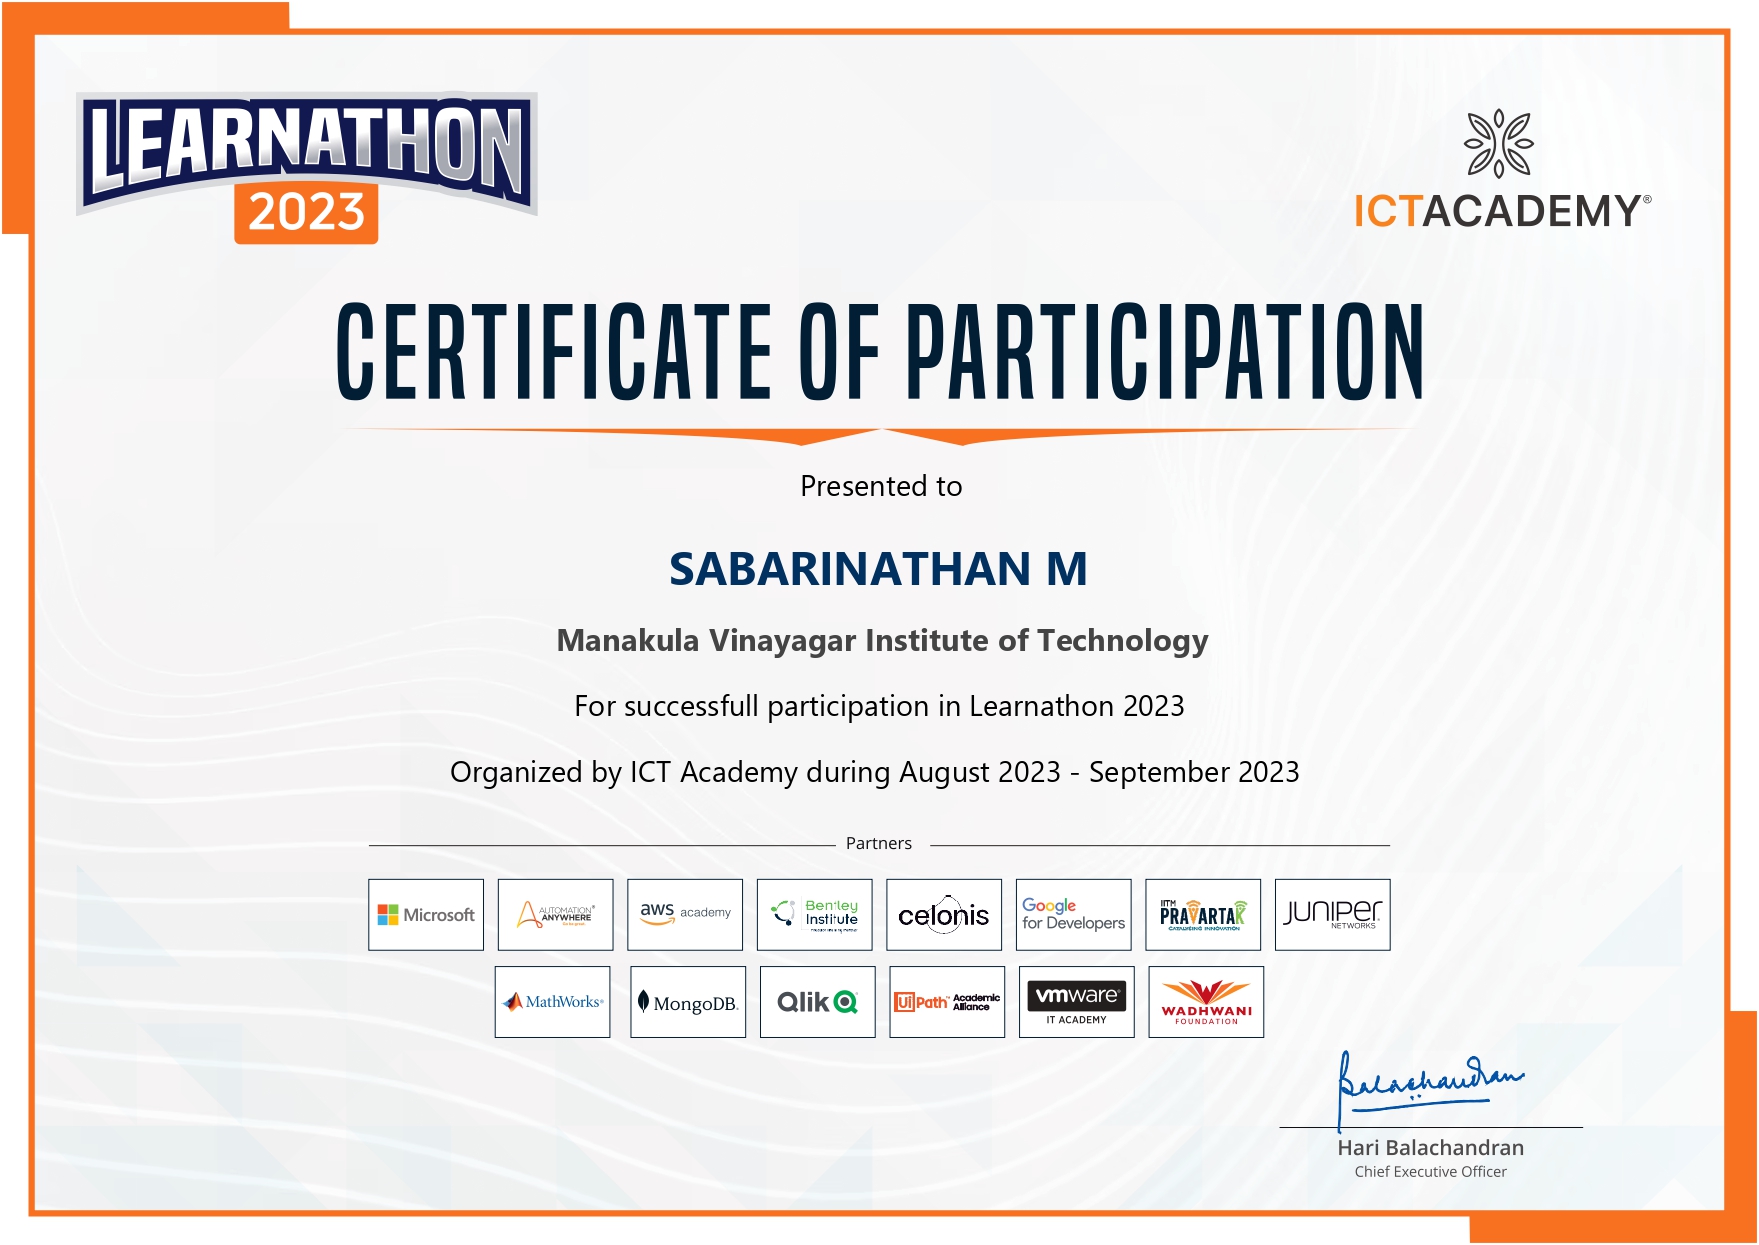 LEARNATHON
2023
ICTACADEMY®
CERTIFICATE OF PARTICIPATION
Presented to
SABARINATHAN M
Manakula Vinayagar Institute of Technology
For successfull participation in Learnathon 2023
Organized by ICT Academy during August 2023 - September 2023
Partners
Microsoft
AUTOMATION
ANYWHERE
aws academy
Bentley
Institute
celonis
Google
for Developers
IITM
PRAVARTAK
CATALYSING INNOVATION
JUNIPER
NETWORKS
MathWorks®
MongoDB.
Qlik Q
UiPath™ Academic
Alliance
vmware®
IT ACADEMY
WADHWANI
FOUNDATION
Balachandran
Hari Balachandran
Chief Executive Officer